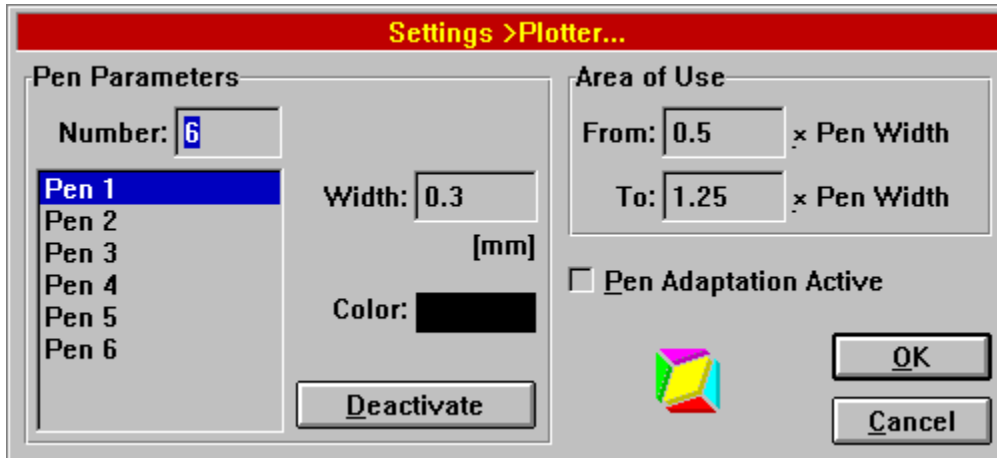 Settings >Plotter...
Pen Parameters
Number: 6
Pen 1
Pen 2
Pen 3
Pen 4
Pen 5
Pen 6
Width: 0.3
[mm]
Color:
Deactivate
Area of Use
From: 0.5 × Pen Width
To: 1.25 × Pen Width
Pen Adaptation Active
OK
Cancel